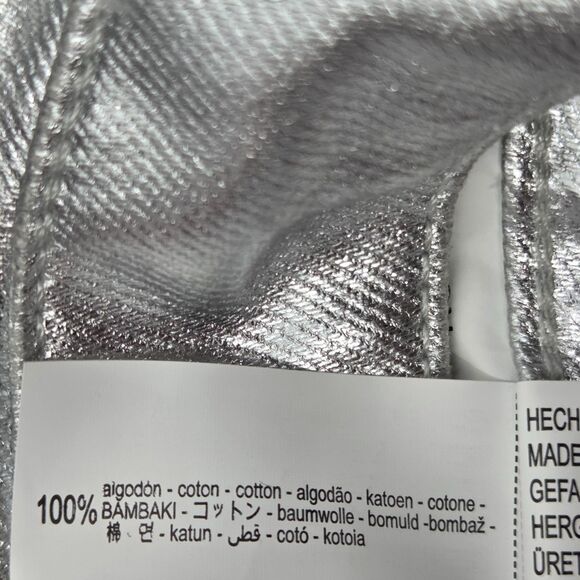 algodón - coton - cotton - algodão - katoen - cotone -
100% BAMBAKI - コットン - baumwolle - bomuld -bombaž -
棉 - 면 - katun - قطن - cotó - kotoia
HECH
MADE
GEFA
HERG
ÜRET